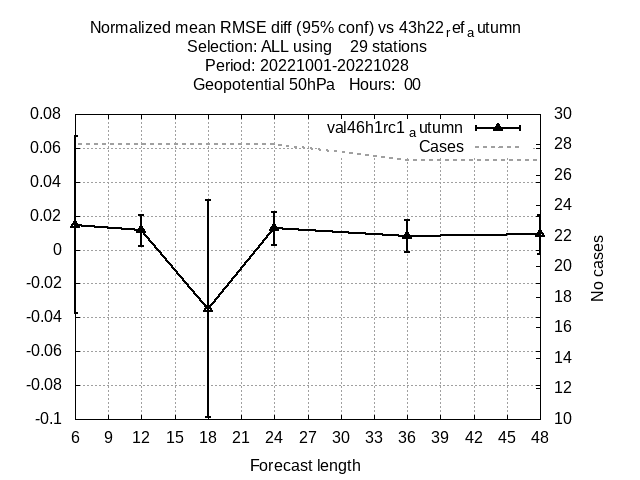 Normalized mean RMSE diff (95% conf) vs 43h22refautumn
Selection: ALL using 29 stations
Period: 20221001-20221028
Geopotential 50hPa Hours: 00
val46h1rc1autumn
Cases
0.08
0.06
0.04
0.02
0
-0.02
-0.04
-0.06
-0.08
-0.1
30
28
26
24
22
20
18
16
14
12
10
No cases
6 9 12 15 18 21 24 27 30 33 36 39 42 45 48
Forecast length